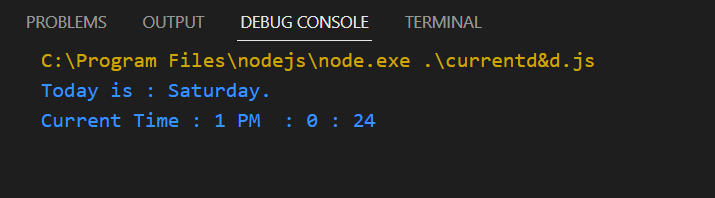 PROBLEMS OUTPUT DEBUG CONSOLE TERMINAL
C:\Program Files\nodejs\node.exe .\currentd&d.js
Today is : Saturday.
Current Time : 1 PM  : 0 : 24